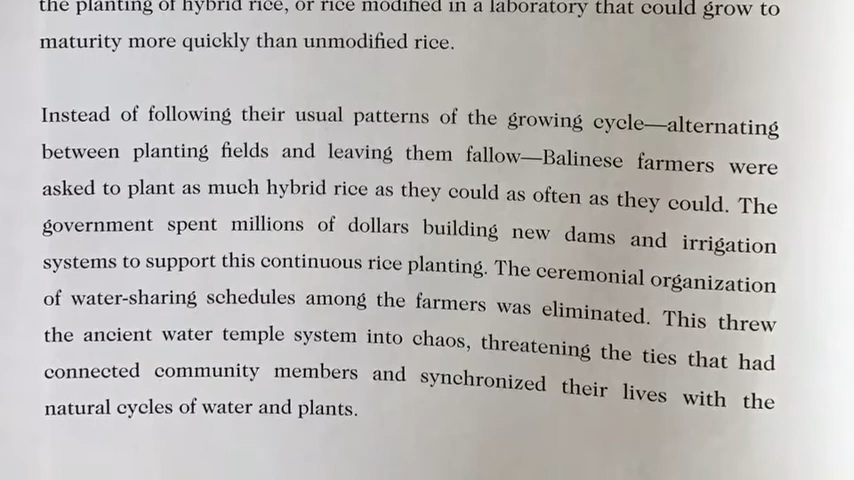 the planting of hybrid rice, or rice modified in a laboratory that could grow to
maturity more quickly than unmodified rice.
Instead of following their usual patterns of the growing cycle—alternating
between planting fields and leaving them fallow—Balinese farmers were
asked to plant as much hybrid rice as they could as often as they could. The
government spent millions of dollars building new dams and irrigation
systems to support this continuous rice planting. The ceremonial organization
of water-sharing schedules among the farmers was eliminated. This threw
the ancient water temple system into chaos, threatening the ties that had
connected community members and synchronized their lives with the
natural cycles of water and plants.